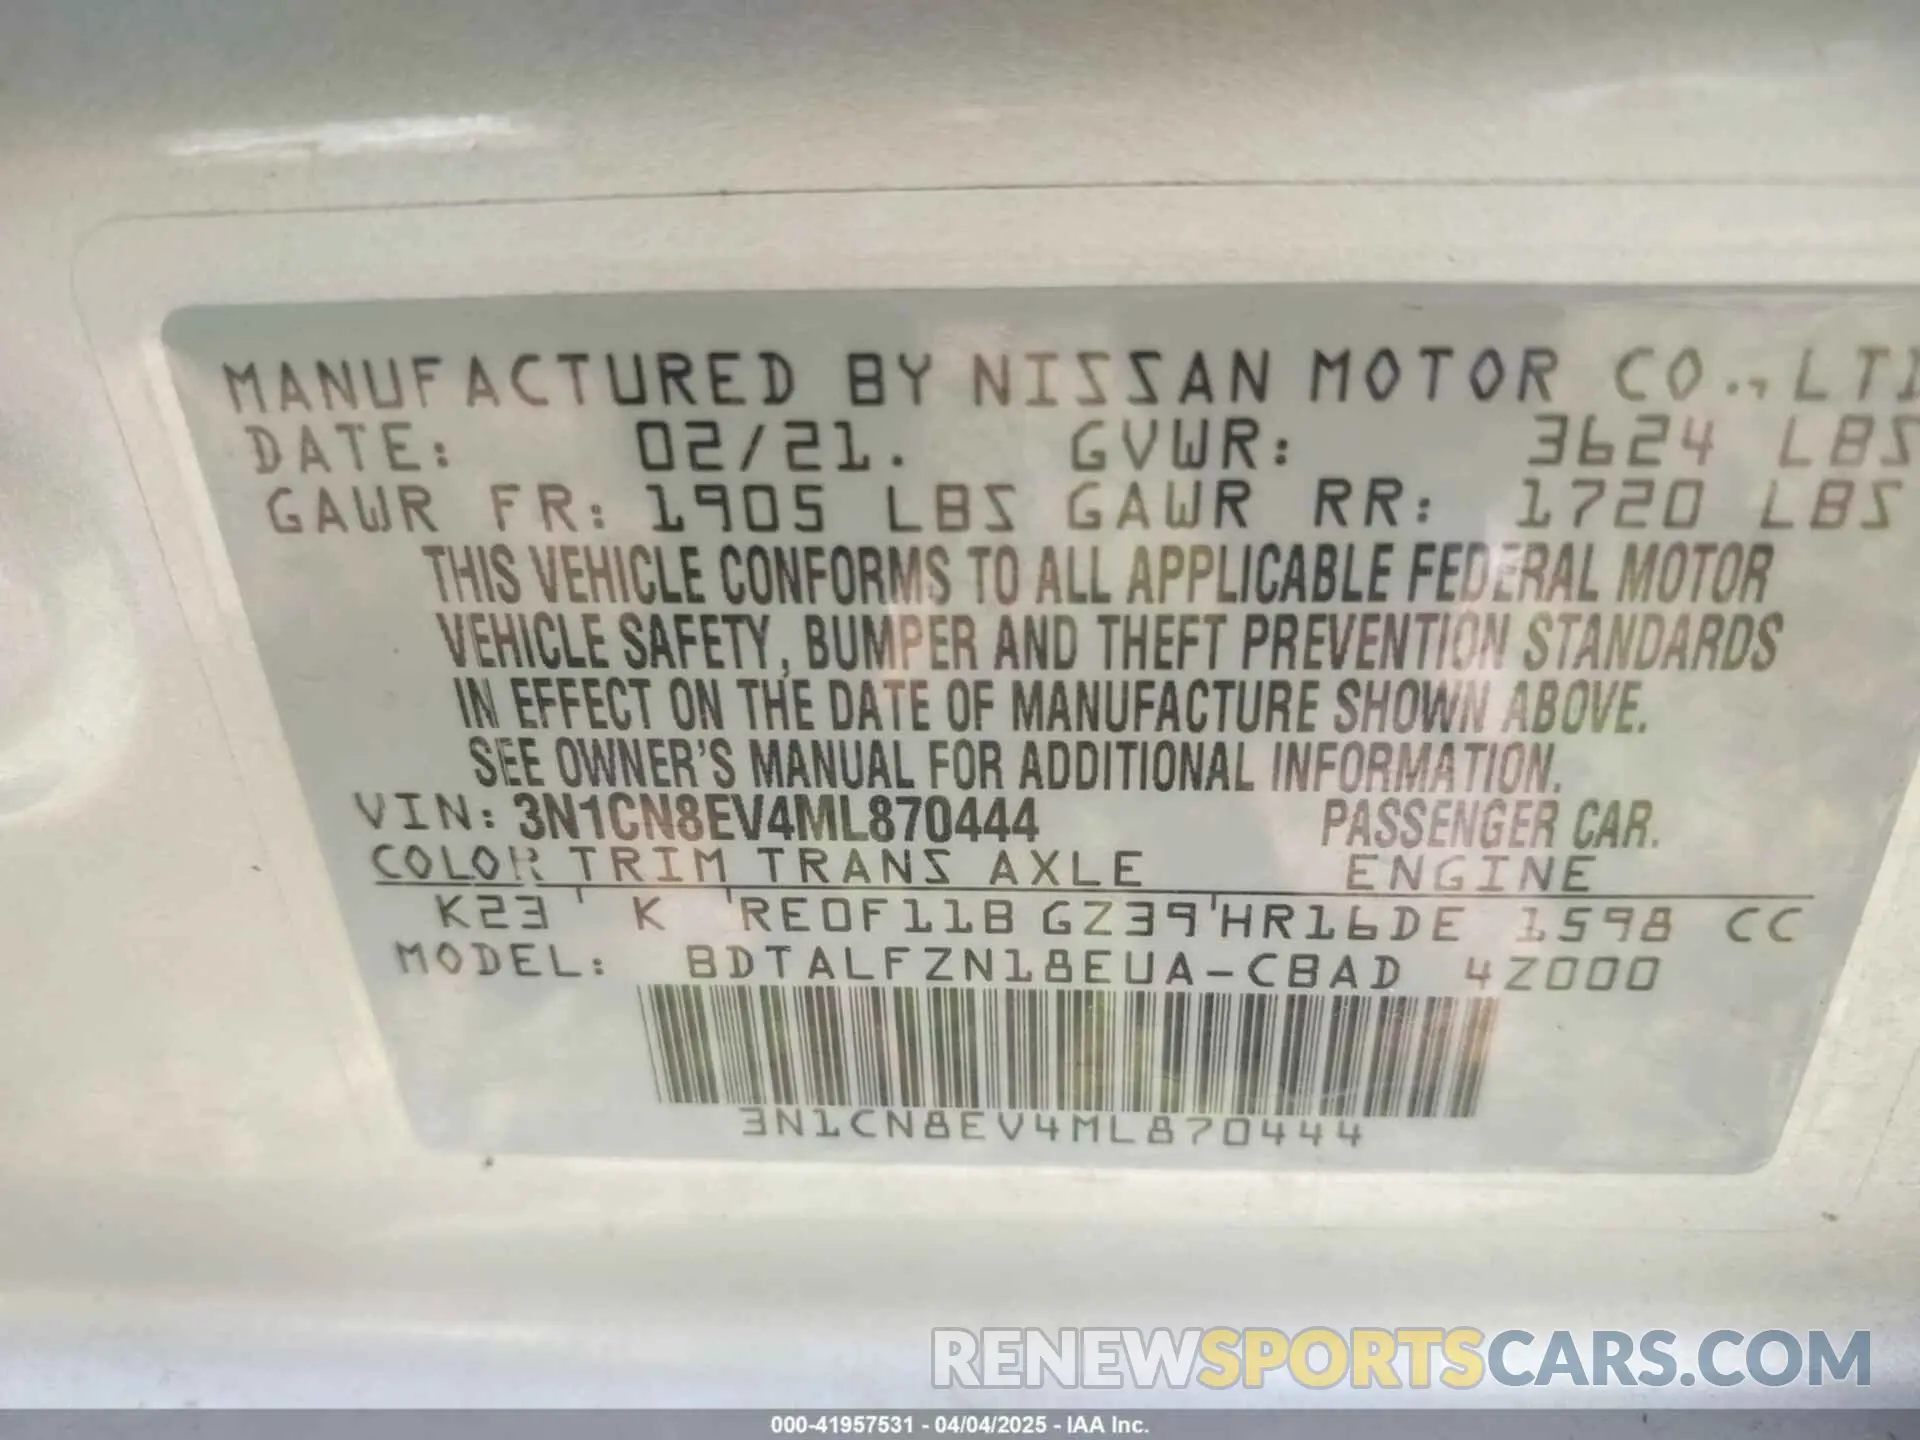 MANUFACTURED BY NISSAN MOTOR CO., LT
DATE: 02/21. GVWR: 3624 LBS
GAWR FR: 1905 LBS GAWR RR: 1720 LBS
THIS VEHICLE CONFORMS TO ALL APPLICABLE FEDERAL MOTOR
VEHICLE SAFETY, BUMPER AND THEFT PREVENTION STANDARDS
IN EFFECT ON THE DATE OF MANUFACTURE SHOWN ABOVE.
SEE OWNER'S MANUAL FOR ADDITIONAL INFORMATION.
VIN: 3N1CN8EV4ML870444 PASSENGER CAR.
COLOR TRIM TRANS AXLE ENGINE
K23 K RE0F11B GZ39 HR16DE 1598 CC
MODEL: BDTALFZN18EUA-CBAD 4Z000
3N1CN8EV4ML870444
RENEWSPORTSCARS.COM
000-41957531 - 04/04/2025 - IAA Inc.